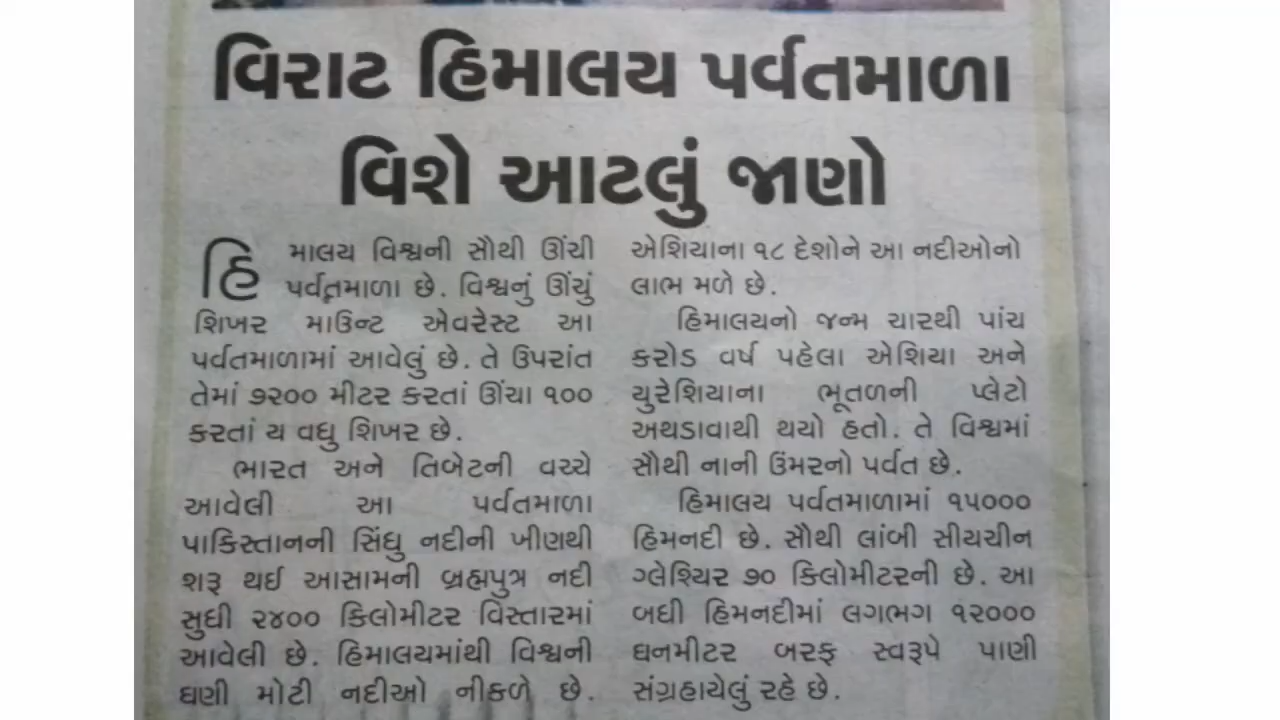 વિરાટ હિમાલય પર્વતમાળા
વિશે આટલું જાણો
હિમાલય વિશ્વની સૌથી ઊંચી
પર્વતમાળા છે. વિશ્વનું ઊંચું
શિખર માઉન્ટ એવરેસ્ટ આ
પર્વતમાળામાં આવેલું છે. તે ઉપરાંત
તેમાં ૭૨૦૦ મીટર કરતાં ઊંચા ૧૦૦
કરતાં ય વધુ શિખર છે.
ભારત અને તિબેટની વચ્ચે
આવેલી આ પર્વતમાળા
પાકિસ્તાનની સિંધુ નદીની ખીણથી
શરૂ થઈ આસામની બ્રહ્મપુત્ર નદી
સુધી ૨૪૦૦ કિલોમીટર વિસ્તારમાં
આવેલી છે. હિમાલયમાંથી વિશ્વની
ઘણી મોટી નદીઓ નીકળે છે.
એશિયાના ૧૮ દેશોને આ નદીઓનો
લાભ મળે છે.
હિમાલયનો જન્મ ચારથી પાંચ
કરોડ વર્ષ પહેલા એશિયા અને
યુરેશિયાના ભૂતળની પ્લેટો
અથડાવાથી થયો હતો. તે વિશ્વમાં
સૌથી નાની ઉંમરનો પર્વત છે.
હિમાલય પર્વતમાળામાં ૧૫૦૦૦
હિમનદી છે. સૌથી લાંબી સીયચીન
ગ્લેશ્યિર ૭૦ કિલોમીટરની છે. આ
બધી હિમનદીમાં લગભગ ૧૨૦૦૦
ઘનમીટર બરફ સ્વરૂપે પાણી
સંગ્રહાયેલું રહે છે.